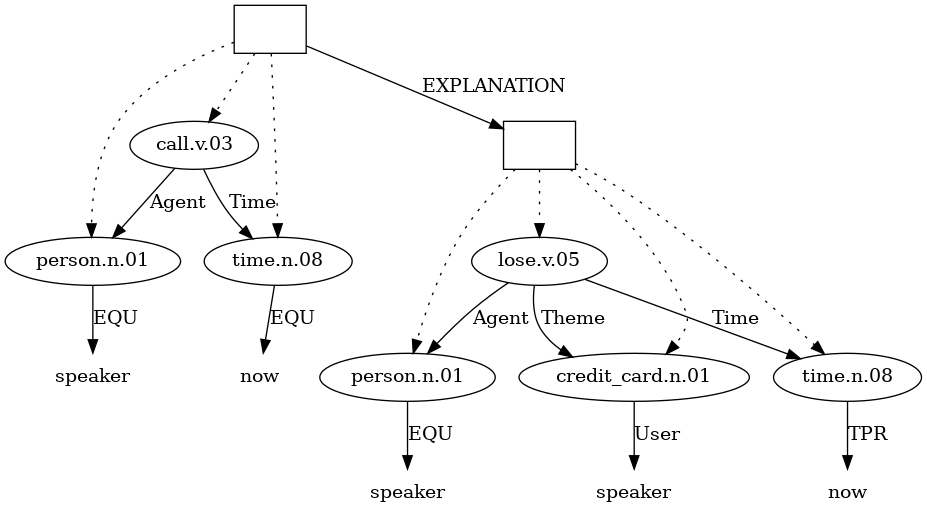 EXPLANATION
call.v.03
Agent
Time
person.n.01
time.n.08
lose.v.05
EQU
EQU
Agent
Theme
Time
speaker
now
person.n.01
credit_card.n.01
time.n.08
EQU
User
TPR
speaker
speaker
now